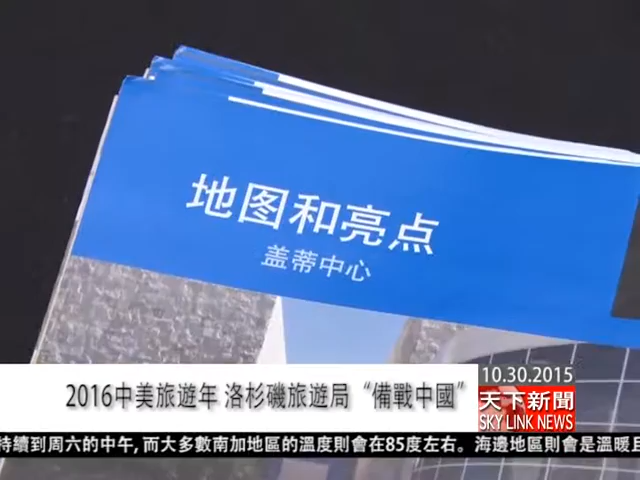 地图和亮点
盖蒂中心
2016中美旅遊年 洛杉磯旅遊局 “備戰中國”
10.30.2015
天下新聞
SKY LINK NEWS
持續到周六的中午, 而大多數南加地區的溫度則會在85度左右。海邊地區則會是溫暖且